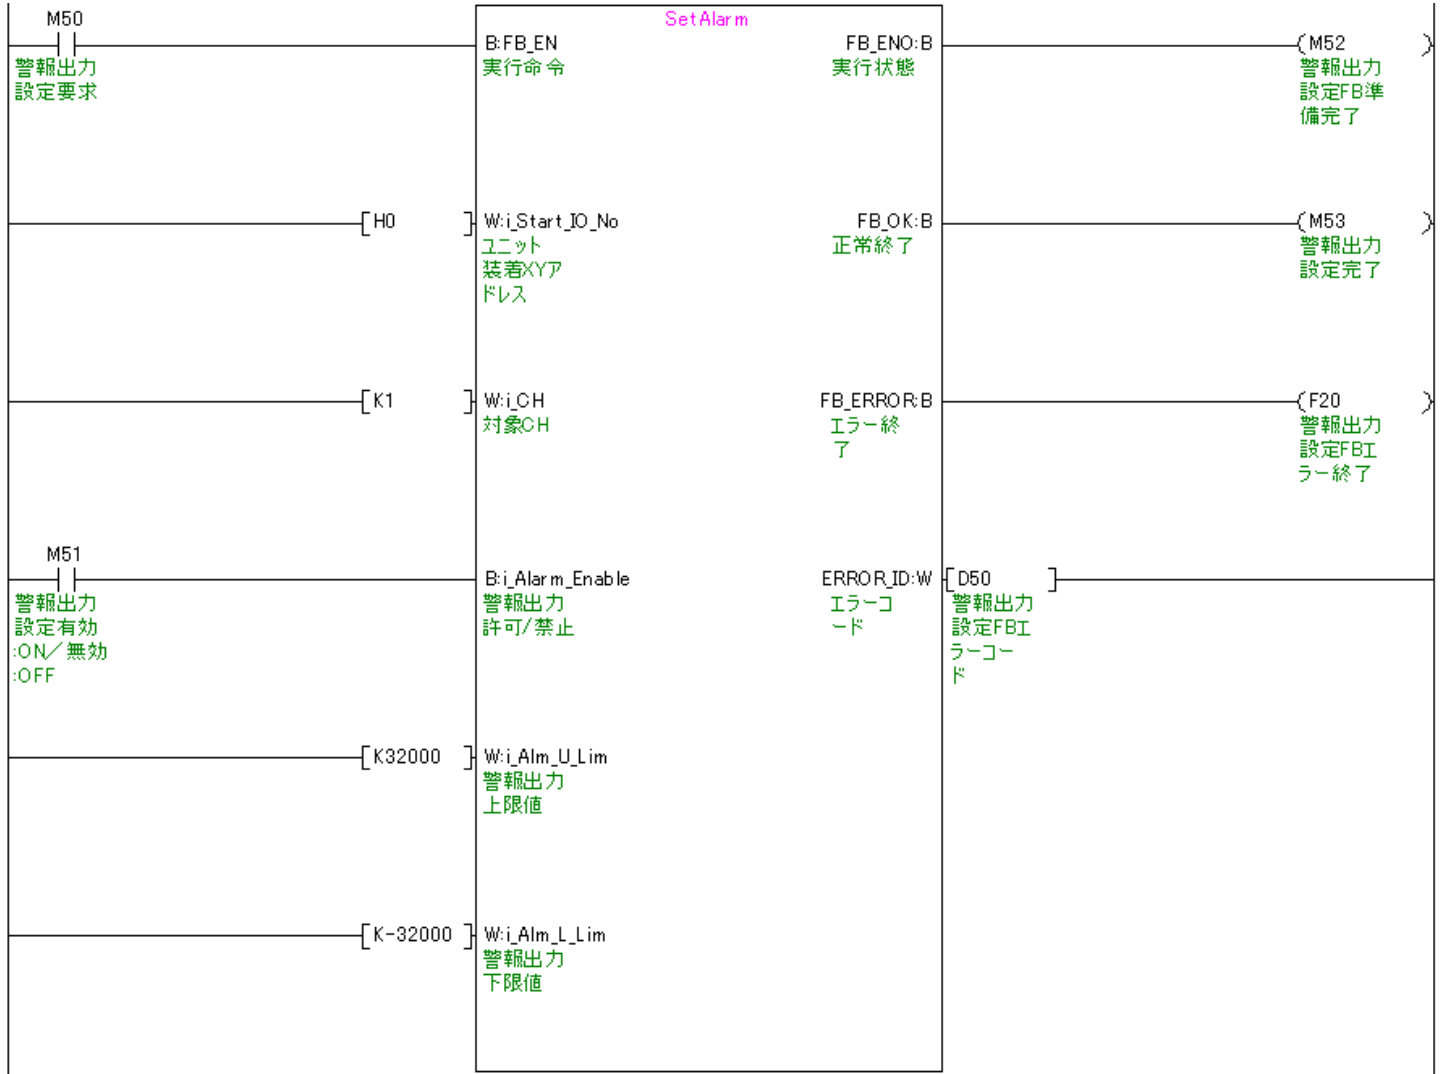 SetAlarm
M50
B:FB_EN
FB_ENO:B
M52
警報出力
設定要求
実行命令
実行状態
警報出力
設定FB準
備完了
H0
W:i_Start_IO_No
FB_OK:B
M53
ユニット
装着XYア
ドレス
正常終了
警報出力
設定完了
K1
W:i_CH
FB_ERROR:B
F20
対象CH
エラー終
了
警報出力
設定FBエ
ラー終了
M51
B:i_Alarm_Enable
ERROR_ID:W
D50
警報出力
設定有効
:ON／無効
:OFF
警報出力
許可/禁止
エラーコ
ード
警報出力
設定FBエ
ラーコー
ド
K32000
W:i_Alm_U_Lim
警報出力
上限値
K-32000
W:i_Alm_L_Lim
警報出力
下限値